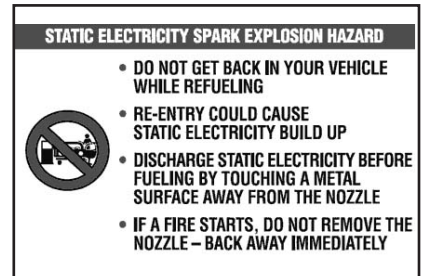 STATIC ELECTRICITY SPARK EXPLOSION HAZARD
• DO NOT GET BACK IN YOUR VEHICLE
WHILE REFUELING
• RE-ENTRY COULD CAUSE
STATIC ELECTRICITY BUILD UP
• DISCHARGE STATIC ELECTRICITY BEFORE
FUELING BY TOUCHING A METAL
SURFACE AWAY FROM THE NOZZLE
• IF A FIRE STARTS, DO NOT REMOVE THE
NOZZLE – BACK AWAY IMMEDIATELY